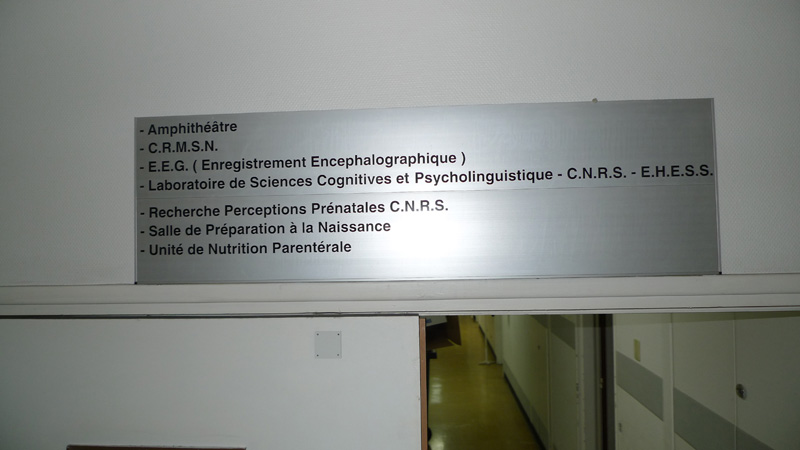 - Amphithéâtre
- C.R.M.S.N.
- E.E.G. ( Enregistrement Encephalographique )
- Laboratoire de Sciences Cognitives et Psycholinguistique - C.N.R.S. - E.H.E.S.S.
- Recherche Perceptions Prénatales C.N.R.S.
- Salle de Préparation à la Naissance
- Unité de Nutrition Parentérale